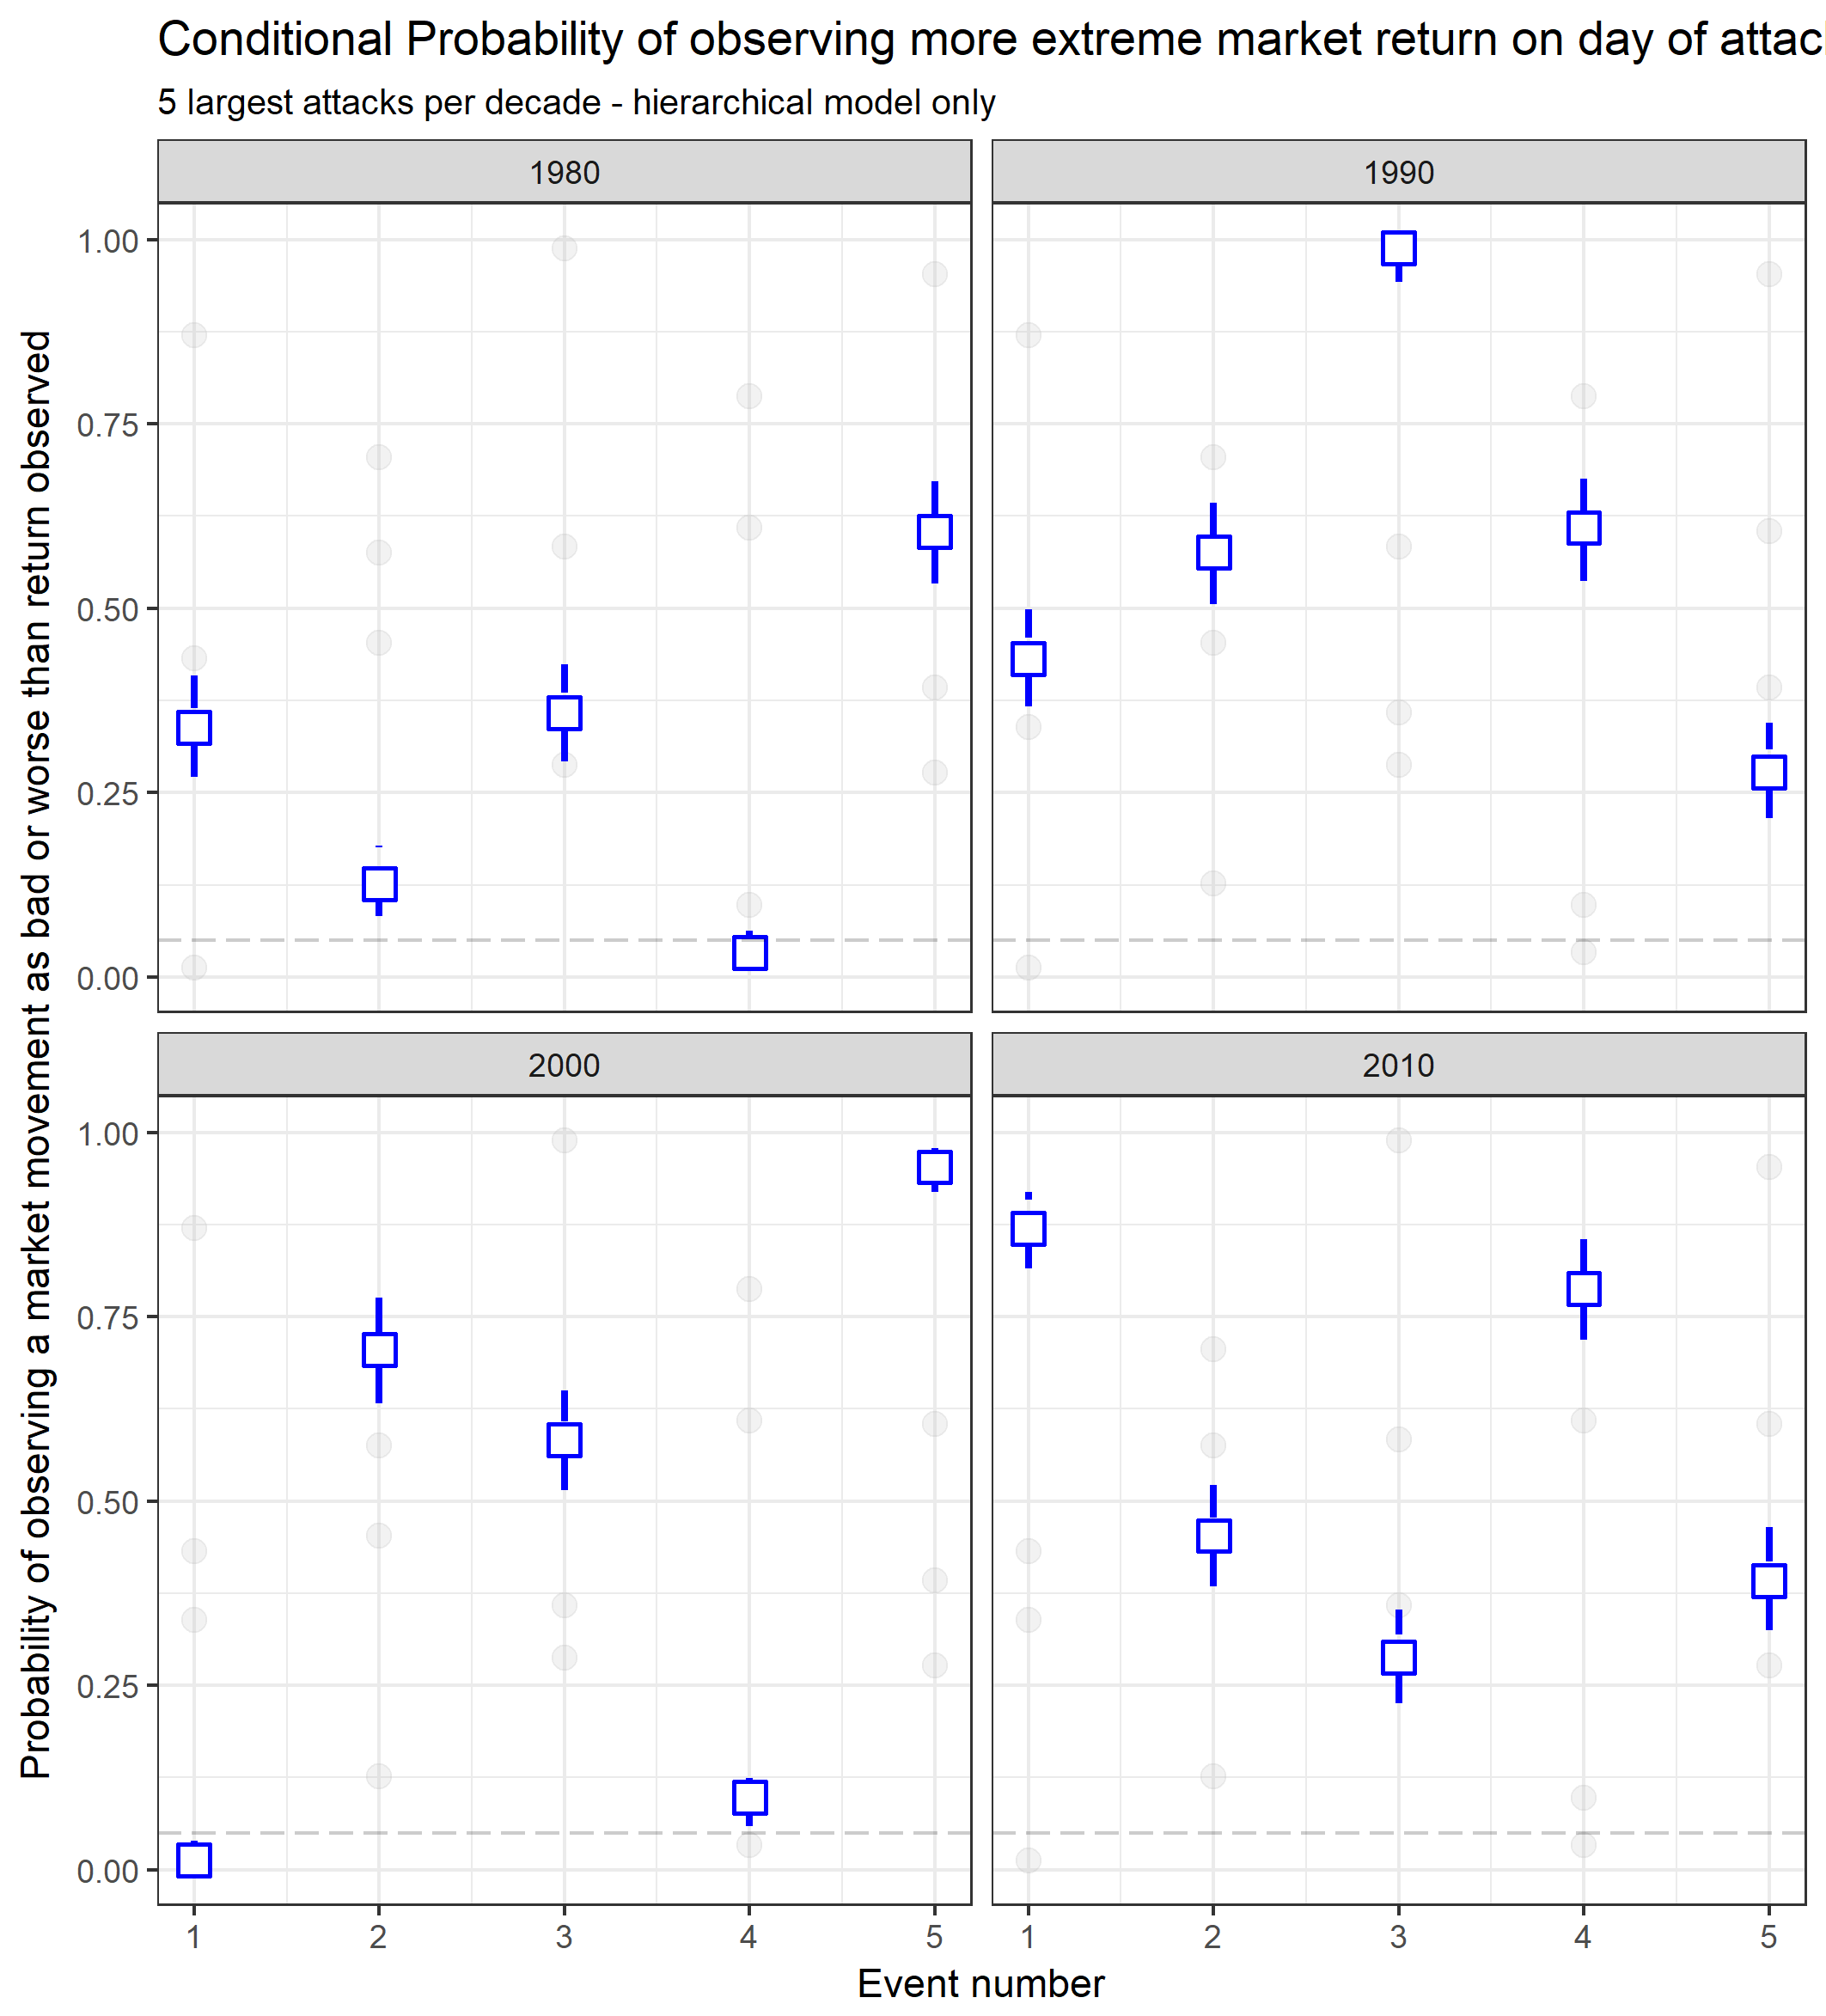 Conditional Probability of observing more extreme market return on day of attac
5 largest attacks per decade - hierarchical model only
Probability of observing a market movement as bad or worse than return observed
1980
1990
1.00
0.75
0.50
0.25
0.00
2000
2010
1.00
0.75
0.50
0.25
0.00
1 2 3 4 5 1 2 3 4 5
Event number